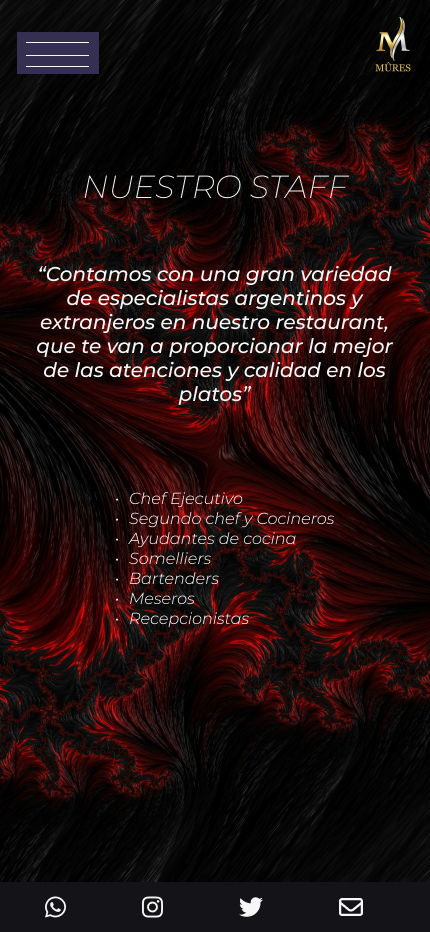 MÛRES
NUESTRO STAFF
“Contamos con una gran variedad
de especialistas argentinos y
extranjeros en nuestro restaurant,
que te van a proporcionar la mejor
de las atenciones y calidad en los
platos”
• Chef Ejecutivo
• Segundo chef y Cocineros
• Ayudantes de cocina
• Somelliers
• Bartenders
• Meseros
• Recepcionistas